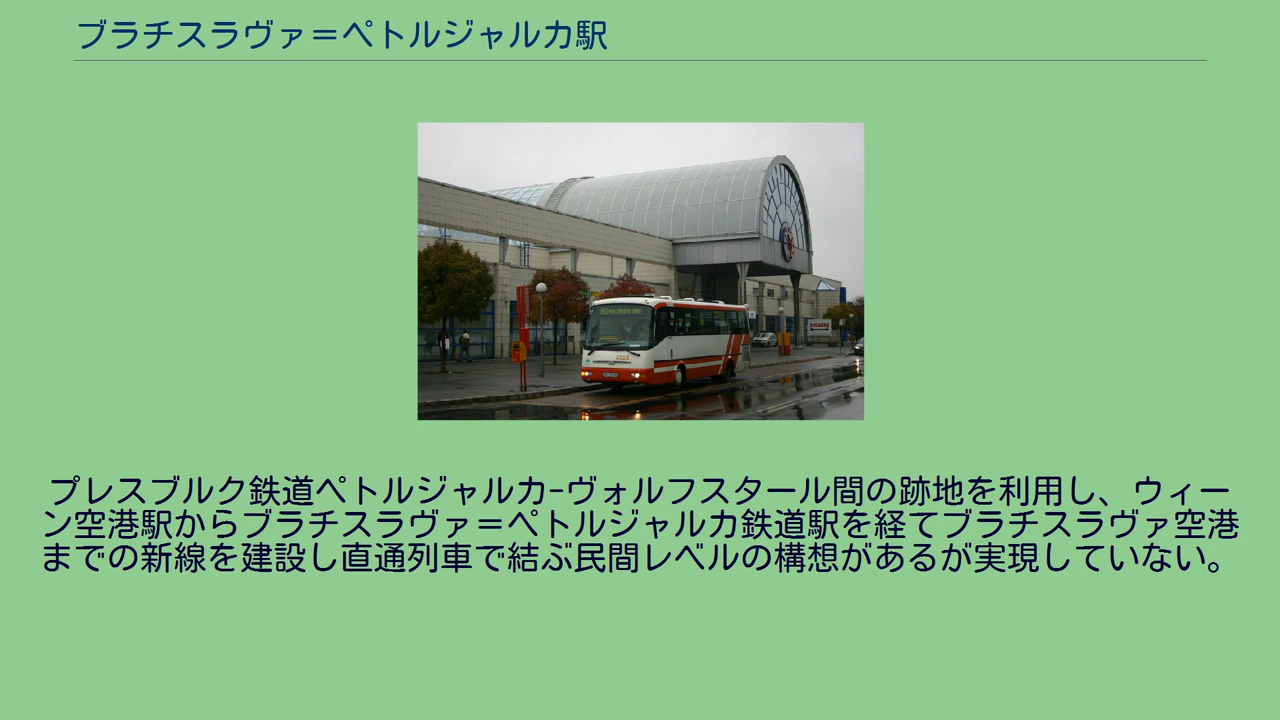 ブラチスラヴァ＝ペトルジャルカ駅
プレスブルク鉄道ペトルジャルカ-ヴォルフスタール間の跡地を利用し、ウィー
ン空港駅からブラチスラヴァ＝ペトルジャルカ鉄道駅を経てブラチスラヴァ空港
までの新線を建設し直通列車で結ぶ民間レベルの構想があるが実現していない。